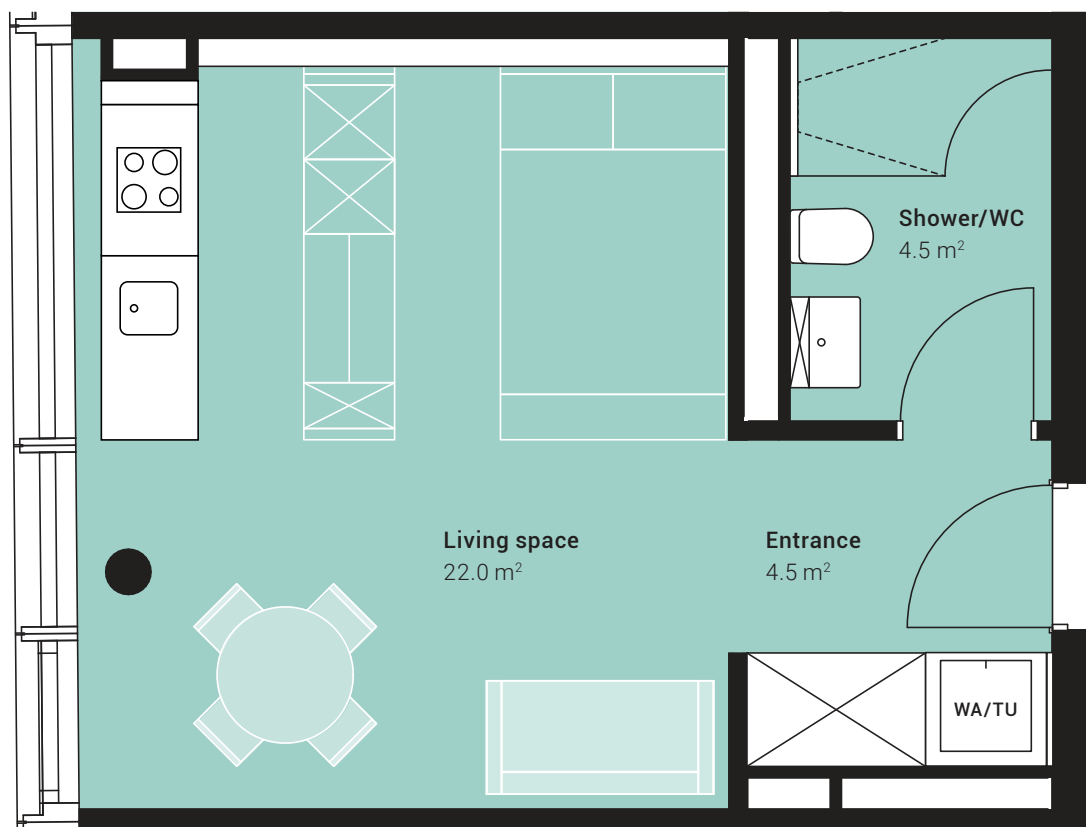 Shower/WC
4.5 m²
Living space
22.0 m²
Entrance
4.5 m²
WA/TU